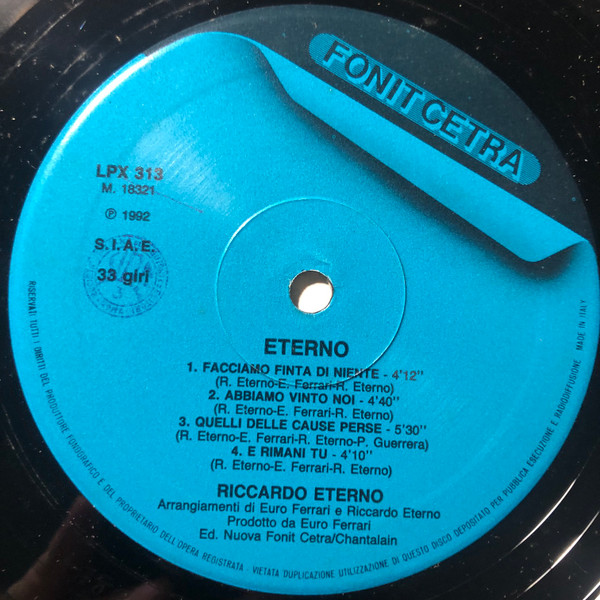 FONIT CETRA
LPX 313
M. 18321
℗ 1992
S.I.A.E.
33 giri
ETERNO
1. FACCIAMO FINTA DI NIENTE - 4'12"
(R. Eterno-E. Ferrari-R. Eterno)
2. ABBIAMO VINTO NOI - 4'40"
(R. Eterno-E. Ferrari-R. Eterno)
3. QUELLI DELLE CAUSE PERSE - 5'30"
(R. Eterno-E. Ferrari-R. Eterno-P. Guerrera)
4. E RIMANI TU - 4'10"
(R. Eterno-E. Ferrari-R. Eterno)
RICCARDO ETERNO
Arrangiamenti di Euro Ferrari e Riccardo Eterno
Prodotto da Euro Ferrari
Ed. Nuova Fonit Cetra/Chantalain
RISERVATI TUTTI I DIRITTI DEL PRODUTTORE FONOGRAFICO E DEL PROPRIETARIO DELL'OPERA REGISTRATA - VIETATA DUPLICAZIONE UTILIZZAZIONE DI QUESTO DISCO DEPOSITATO PER PUBBLICA ESECUZIONE E RADIODIFFUSIONE MADE IN ITALY